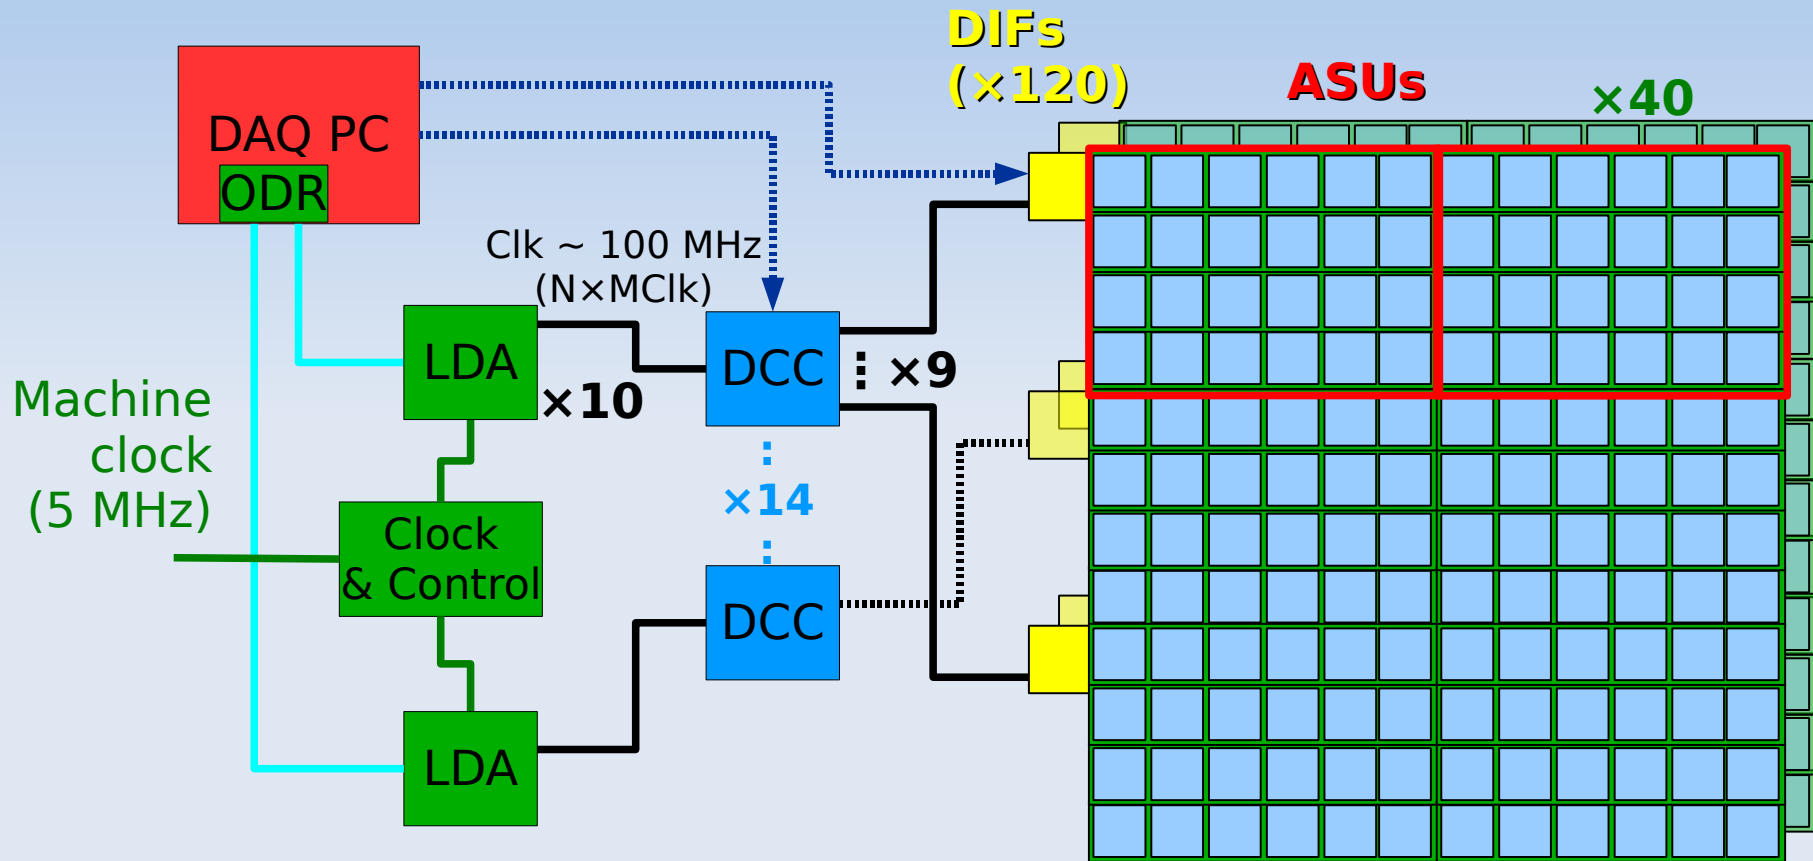 DIFs
(×120)
ASUs
×40
DAQ PC
ODR
Clk ~ 100 MHz
(N×MClk)
LDA
×10
DCC
⋮ ×9
Machine
clock
(5 MHz)
×14
Clock
& Control
DCC
LDA